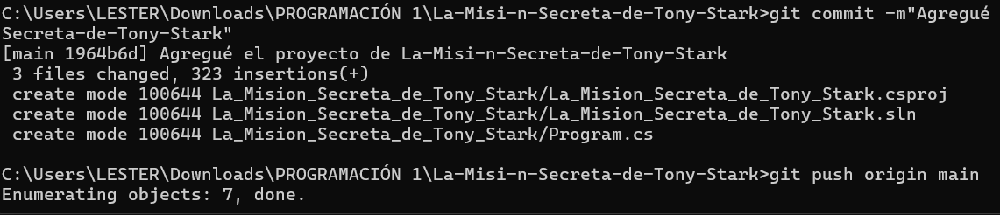 C:\Users\LESTER\Downloads\PROGRAMACIÓN 1\La-Misi-n-Secreta-de-Tony-Stark>git commit -m"Agregué
Secreta-de-Tony-Stark"
[main 1964b6d] Agregué el proyecto de La-Misi-n-Secreta-de-Tony-Stark
 3 files changed, 323 insertions(+)
 create mode 100644 La_Mision_Secreta_de_Tony_Stark/La_Mision_Secreta_de_Tony_Stark.csproj
 create mode 100644 La_Mision_Secreta_de_Tony_Stark/La_Mision_Secreta_de_Tony_Stark.sln
 create mode 100644 La_Mision_Secreta_de_Tony_Stark/Program.cs
C:\Users\LESTER\Downloads\PROGRAMACIÓN 1\La-Misi-n-Secreta-de-Tony-Stark>git push origin main
Enumerating objects: 7, done.